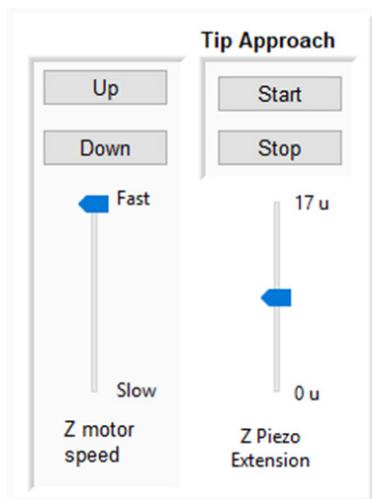 Tip Approach
Up
Down
Fast
Slow
Z motor
speed
Start
Stop
17 u
0 u
Z Piezo
Extension